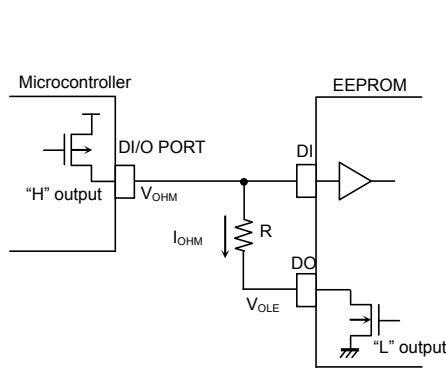 Microcontroller
EEPROM
DI/O PORT
DI
“H” output
VOHM
IOHM
R
DO
VOLE
“L” output